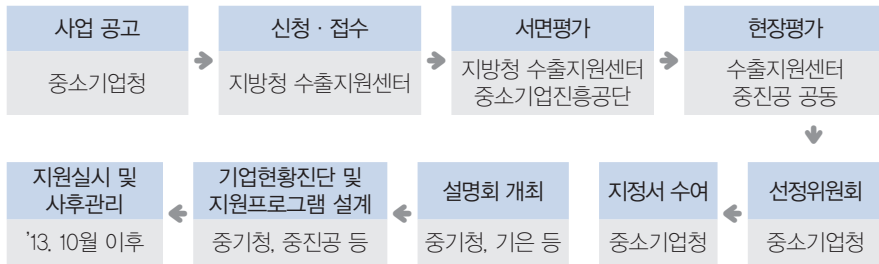 사업 공고
중소기업청
신청 · 접수
지방청 수출지원센터
서면평가
지방청 수출지원센터
중소기업진흥공단
현장평가
수출지원센터
중진공 공동
선정위원회
중소기업청
지정서 수여
중소기업청
설명회 개최
중기청, 기은 등
기업현황진단 및
지원프로그램 설계
중기청, 중진공 등
지원실시 및
사후관리
’13. 10월 이후